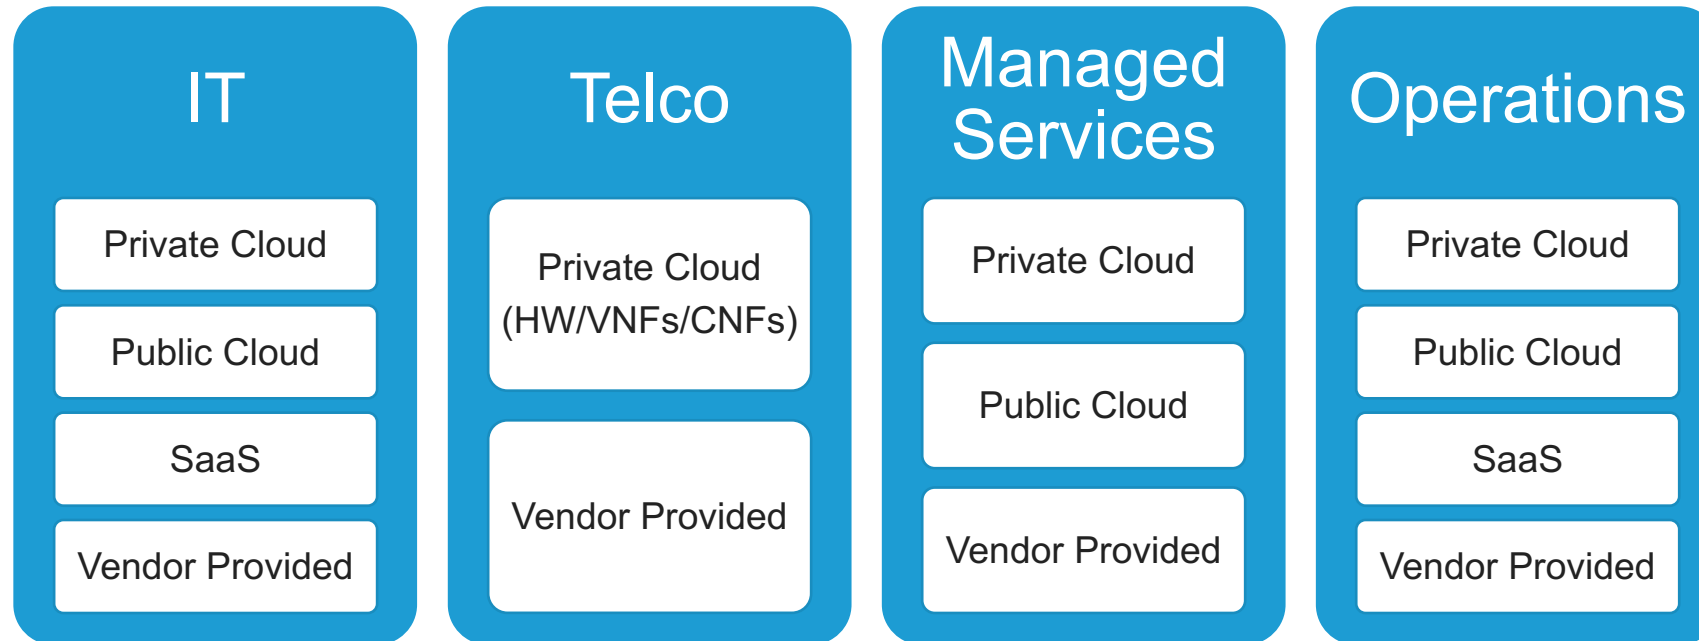 IT
Private Cloud
Public Cloud
SaaS
Vendor Provided
Telco
Private Cloud
(HW/VNFs/CNFs)
Vendor Provided
Managed
Services
Private Cloud
Public Cloud
Vendor Provided
Operations
Private Cloud
Public Cloud
SaaS
Vendor Provided